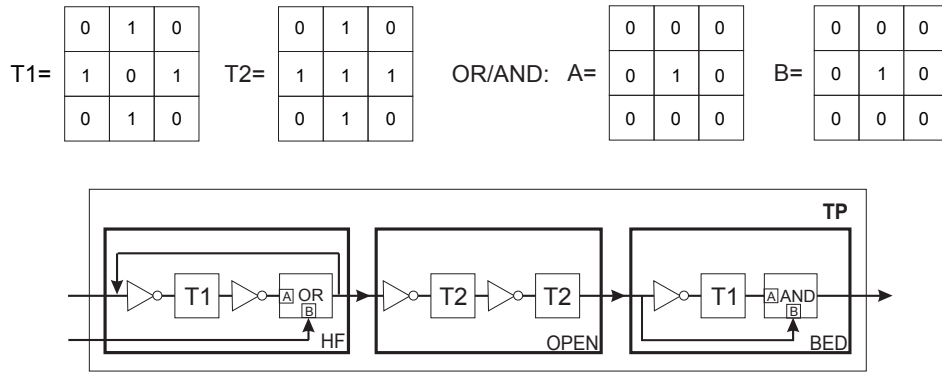 0 1 0 0 1 0 0 0 0 0 0 0
T1= 1 0 1 T2= 1 1 1 OR/AND: A= 0 1 0 B= 0 1 0
0 1 0 0 1 0 0 0 0 0 0 0
TP
T1 A OR B HF
T2 T2 OPEN
T1 A AND B BED